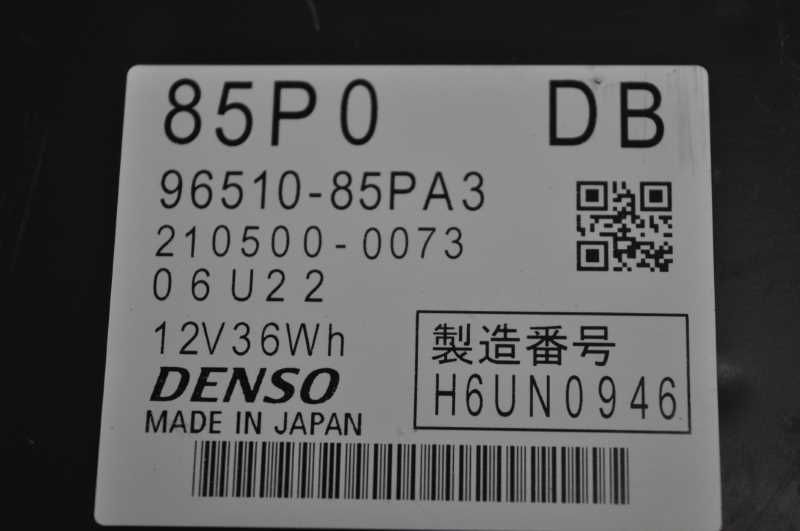 85P0 DB
96510-85PA3
210500-0073
06U22
12V36Wh
製造番号
DENSO
H6UN0946
MADE IN JAPAN